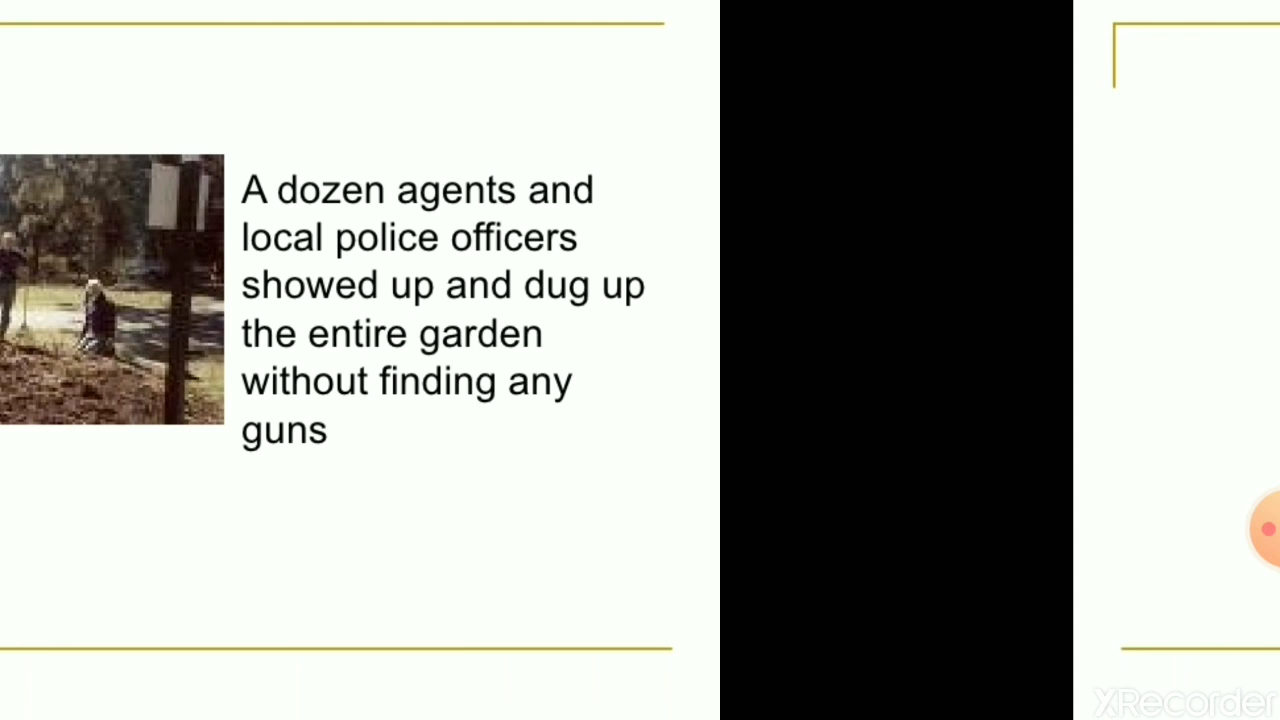 A dozen agents and
local police officers
showed up and dug up
the entire garden
without finding any
guns
XRecorder